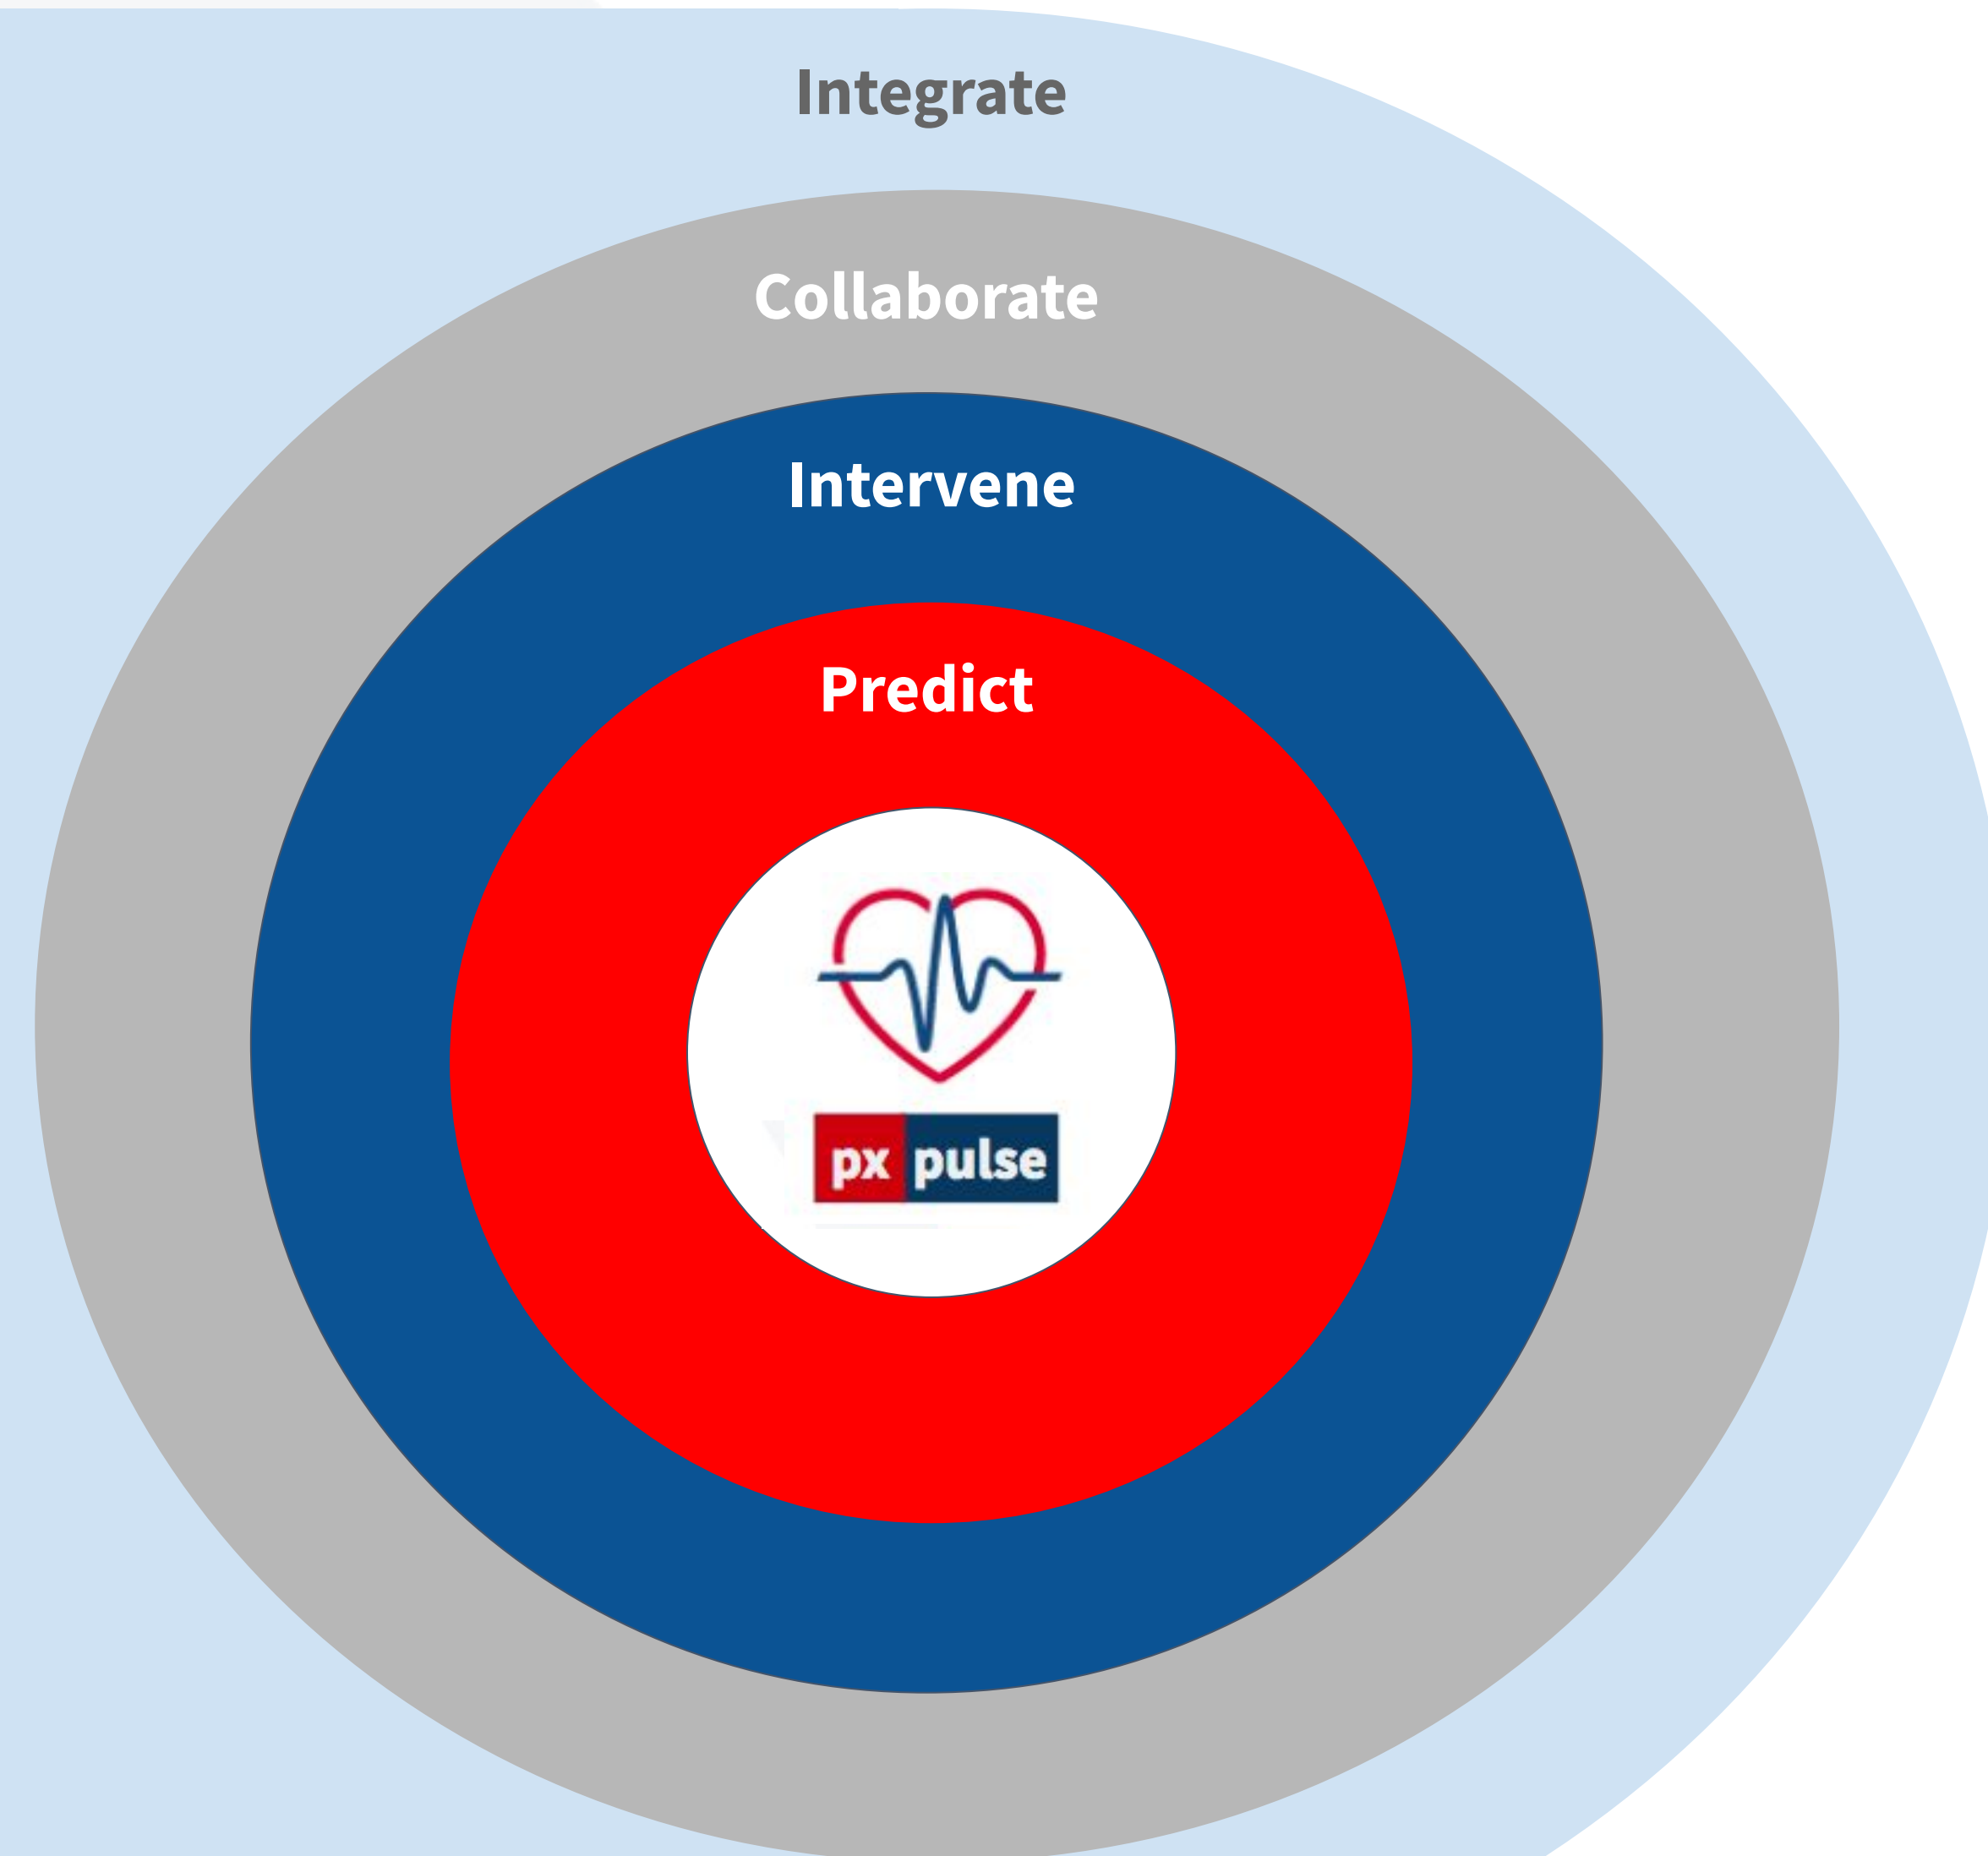 Integrate
Collaborate
Intervene
Predict
px pulse